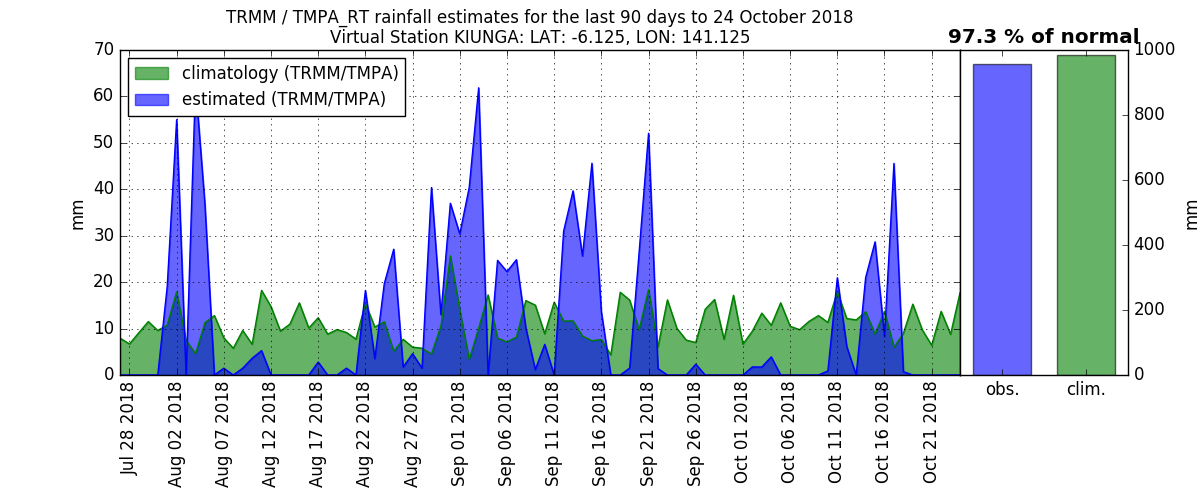 TRMM / TMPA_RT rainfall estimates for the last 90 days to 24 October 2018
Virtual Station KIUNGA: LAT: -6.125, LON: 141.125
97.3 % of normal
climatology (TRMM/TMPA)
estimated (TRMM/TMPA)
70
60
50
40
30
20
10
0
mm
Jul 28 2018
Aug 02 2018
Aug 07 2018
Aug 12 2018
Aug 17 2018
Aug 22 2018
Aug 27 2018
Sep 01 2018
Sep 06 2018
Sep 11 2018
Sep 16 2018
Sep 21 2018
Sep 26 2018
Oct 01 2018
Oct 06 2018
Oct 11 2018
Oct 16 2018
Oct 21 2018
obs.
clim.
1000
800
600
400
200
0
mm